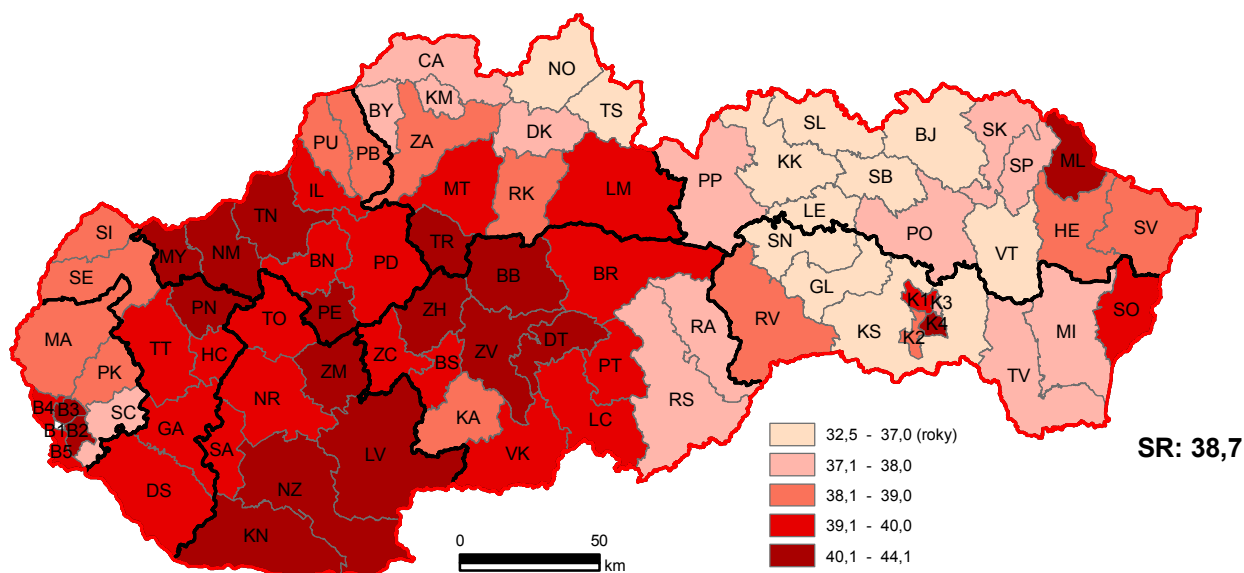 NO
CA
TS
KM
BY
DK
SL
BJ
SK
PU
PB
ZA
KK
SP
ML
IL
MT
RK
LM
PP
SB
LE
PO
HE
SV
TN
SI
MY
NM
TR
SN
VT
BN
PD
BB
BR
SE
PN
PE
ZH
GL
K1
K3
SO
TO
RV
KS
K2
K4
MI
MA
TT
HC
ZC
BS
ZV
DT
RA
PT
PK
ZM
TV
NR
KA
RS
B4
B3
SC
GA
LC
B1
B2
SA
LV
VK
B5
DS
NZ
KN
32,5 - 37,0 (roky)
37,1 - 38,0
38,1 - 39,0
39,1 - 40,0
40,1 - 44,1
SR: 38,7
0 50
km